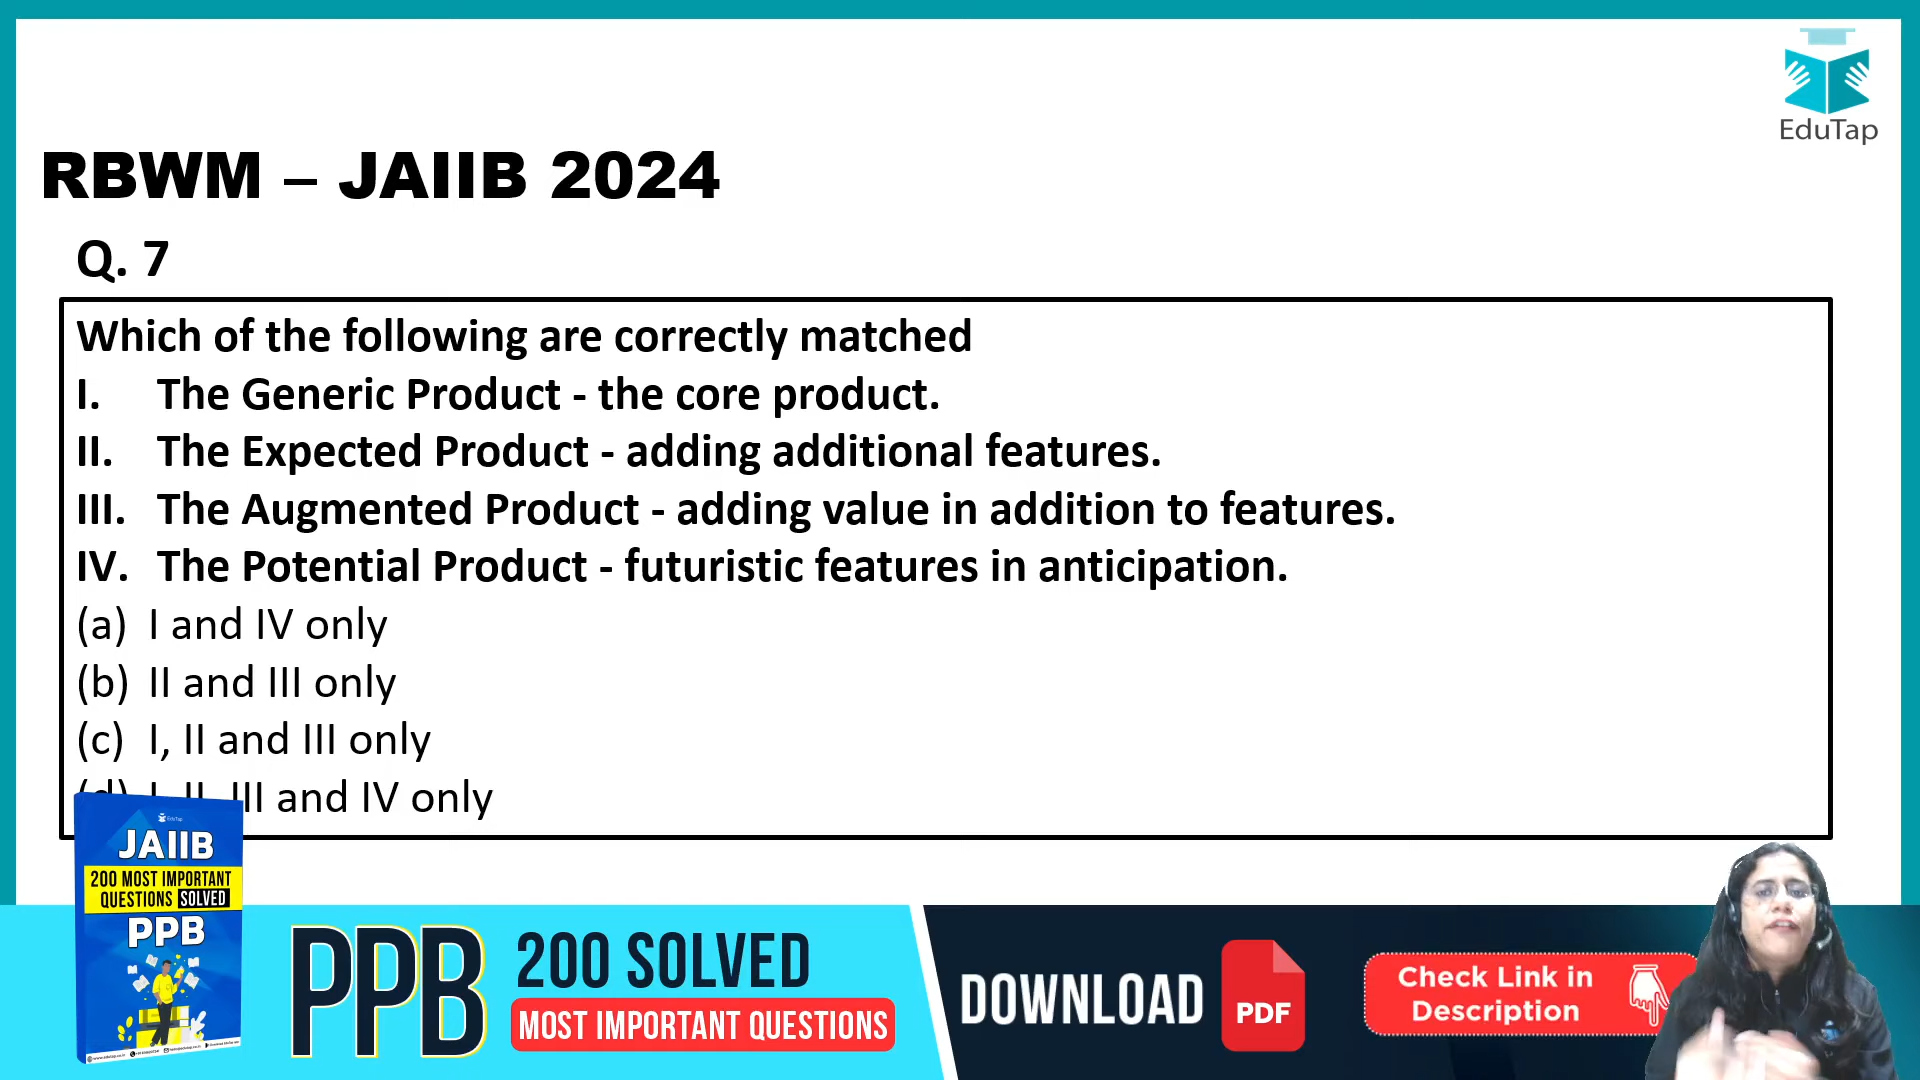 EduTap
RBWM – JAIIB 2024
Q. 7
Which of the following are correctly matched
I. The Generic Product - the core product.
II. The Expected Product - adding additional features.
III. The Augmented Product - adding value in addition to features.
IV. The Potential Product - futuristic features in anticipation.
(a) I and IV only
(b) II and III only
(c) I, II and III only
(d) I, II, III and IV only
EduTap
JAIIB
200 MOST IMPORTANT
QUESTIONS SOLVED
PPB
PPB
200 SOLVED
MOST IMPORTANT QUESTIONS
DOWNLOAD
PDF
Check Link in
Description